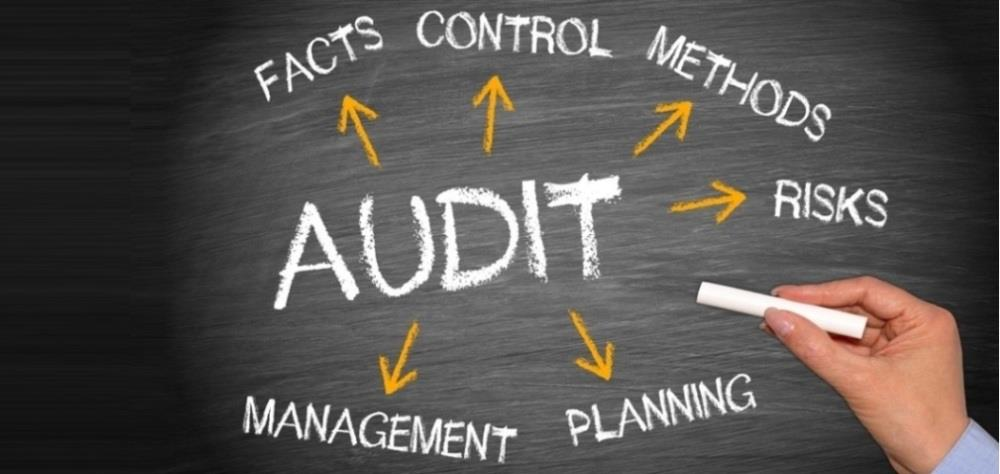 FACTS
CONTROL
METHODS
AUDIT
RISKS
MANAGEMENT
PLANNING